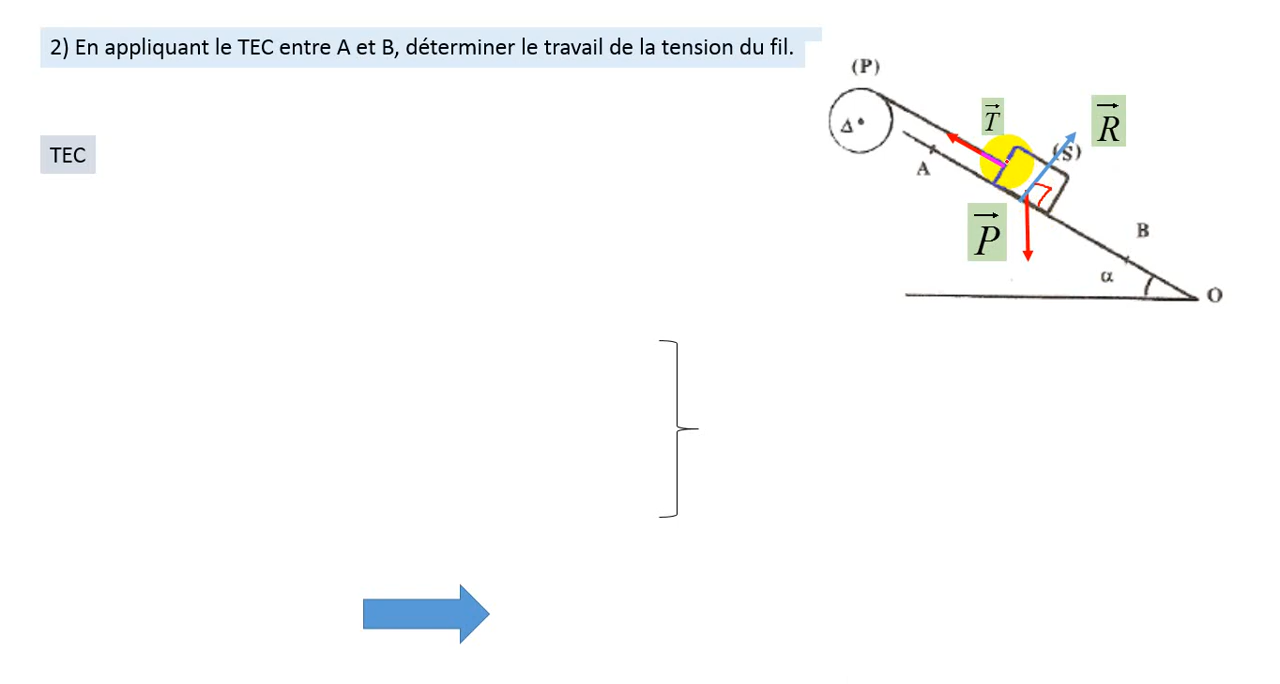 2) En appliquant le TEC entre A et B, déterminer le travail de la tension du fil.
(P)
Δ
T⃗
R⃗
(S)
A
TEC
P⃗
B
α
O